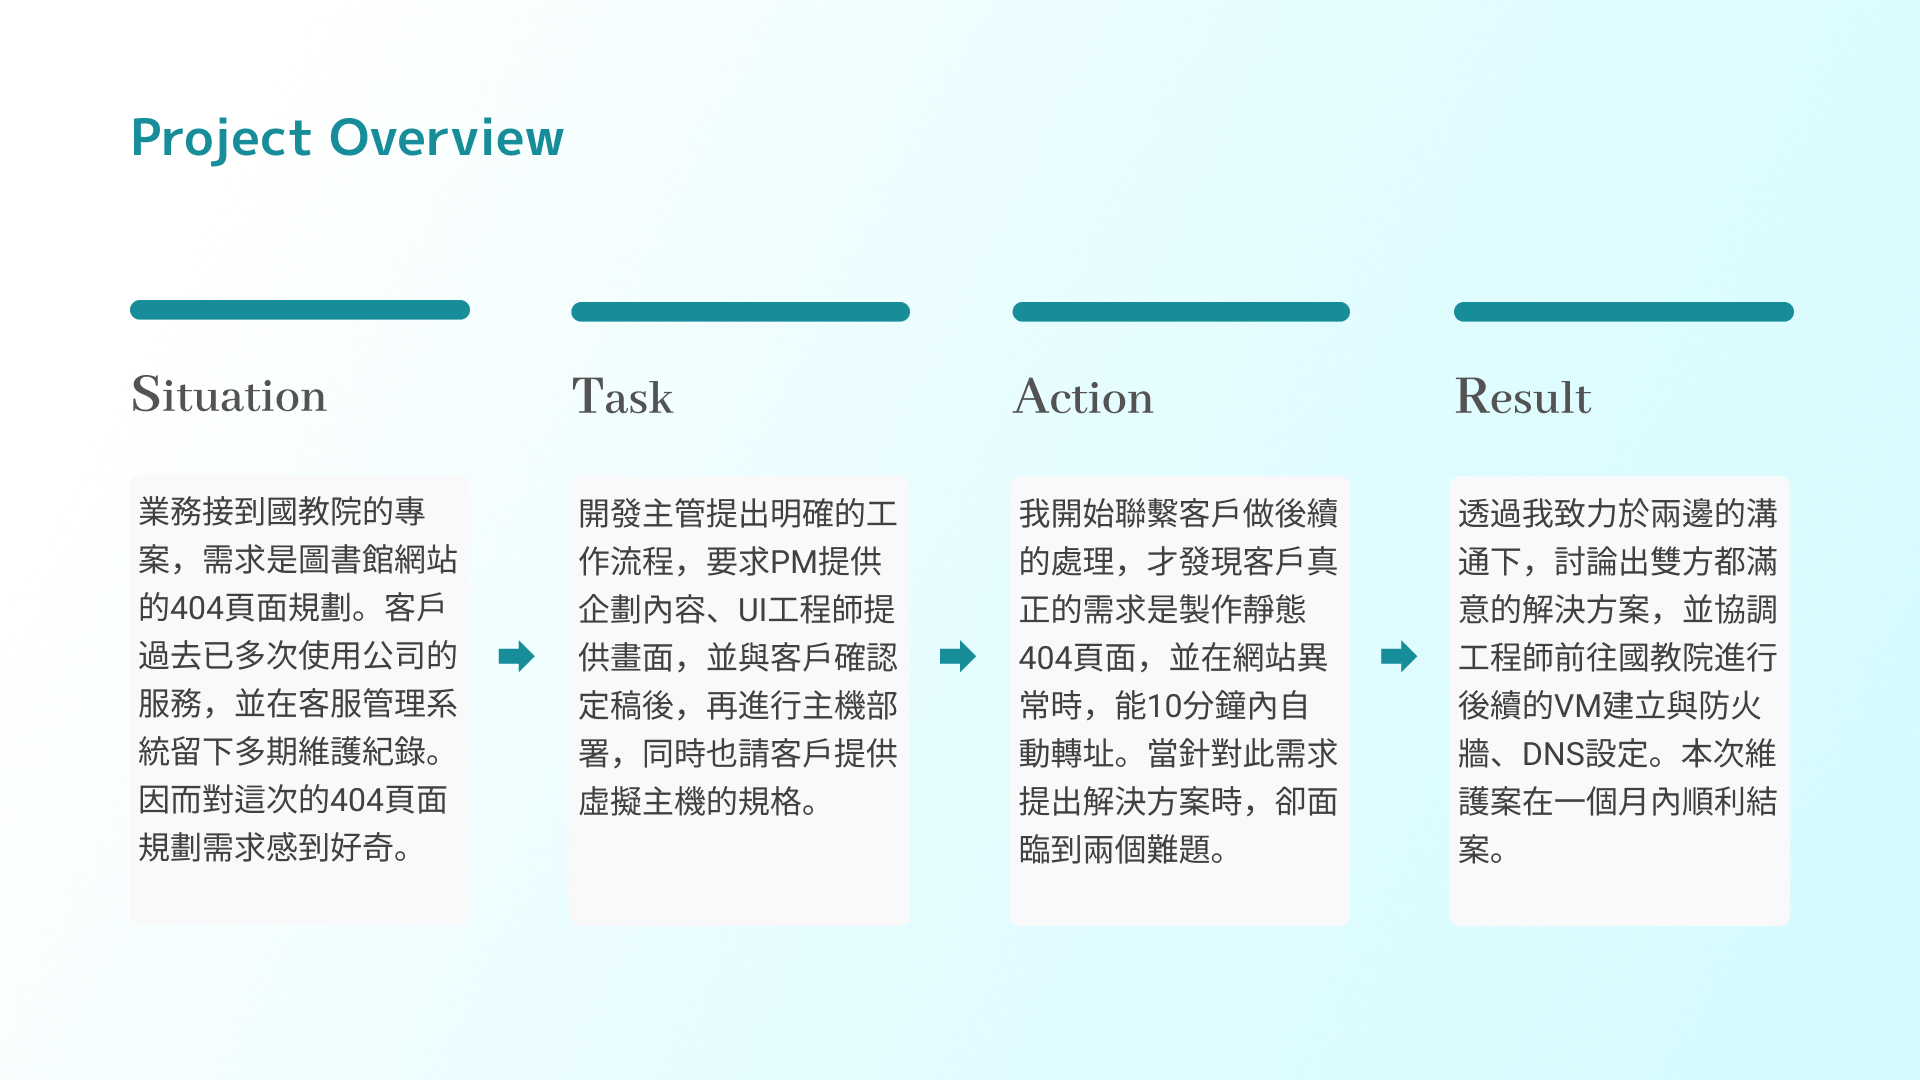 Project Overview
Situation
業務接到國教院的專
案，需求是圖書館網站
的404頁面規劃。客戶
過去已多次使用公司的
服務，並在客服管理系
統留下多期維護紀錄。
因而對這次的404頁面
規劃需求感到好奇。
Task
開發主管提出明確的工
作流程，要求PM提供
企劃內容、UI工程師提
供畫面，並與客戶確認
定稿後，再進行主機部
署，同時也請客戶提供
虛擬主機的規格。
Action
我開始聯繫客戶做後續
的處理，才發現客戶真
正的需求是製作靜態
404頁面，並在網站異
常時，能10分鐘內自
動轉址。當針對此需求
提出解決方案時，卻面
臨到兩個難題。
Result
透過我致力於兩邊的溝
通下，討論出雙方都滿
意的解決方案，並協調
工程師前往國教院進行
後續的VM建立與防火
牆、DNS設定。本次維
護案在一個月內順利結
案。